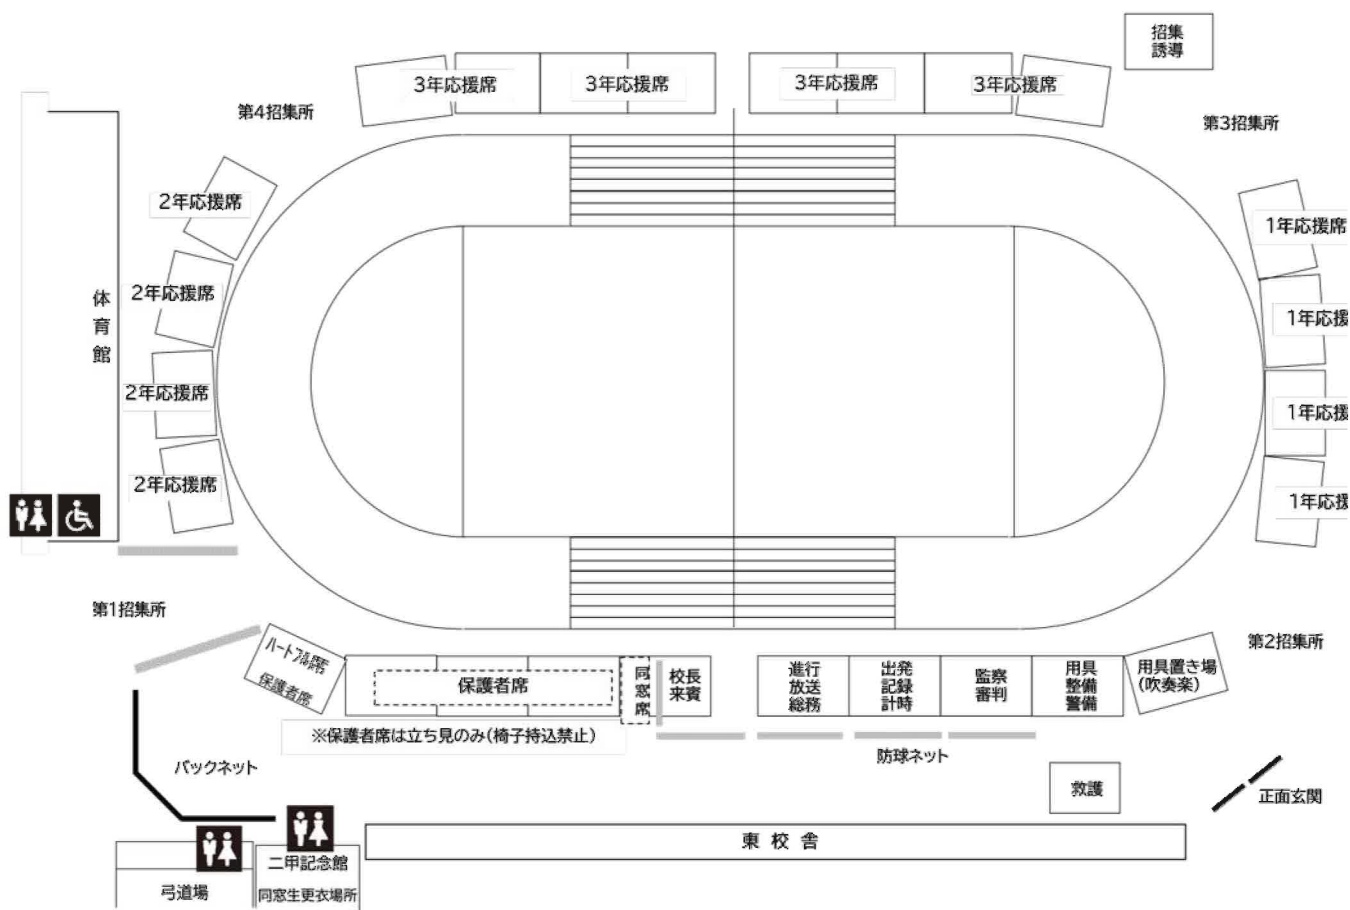 招集
誘導
3年応援席
3年応援席
3年応援席
3年応援席
第4招集所
第3招集所
2年応援席
1年応援席
2年応援席
1年応援
体育館
2年応援席
1年応援
2年応援席
1年応援
第1招集所
第2招集所
ハートフル席
保護者席
保護者席
同窓席
校長
来賓
進行
放送
総務
出発
記録
計時
監察
審判
用具
整備
警備
用具置き場
(吹奏楽)
※保護者席は立ち見のみ(椅子持込禁止)
防球ネット
バックネット
救護
正面玄関
東校舎
二甲記念館
同窓生更衣場所
弓道場